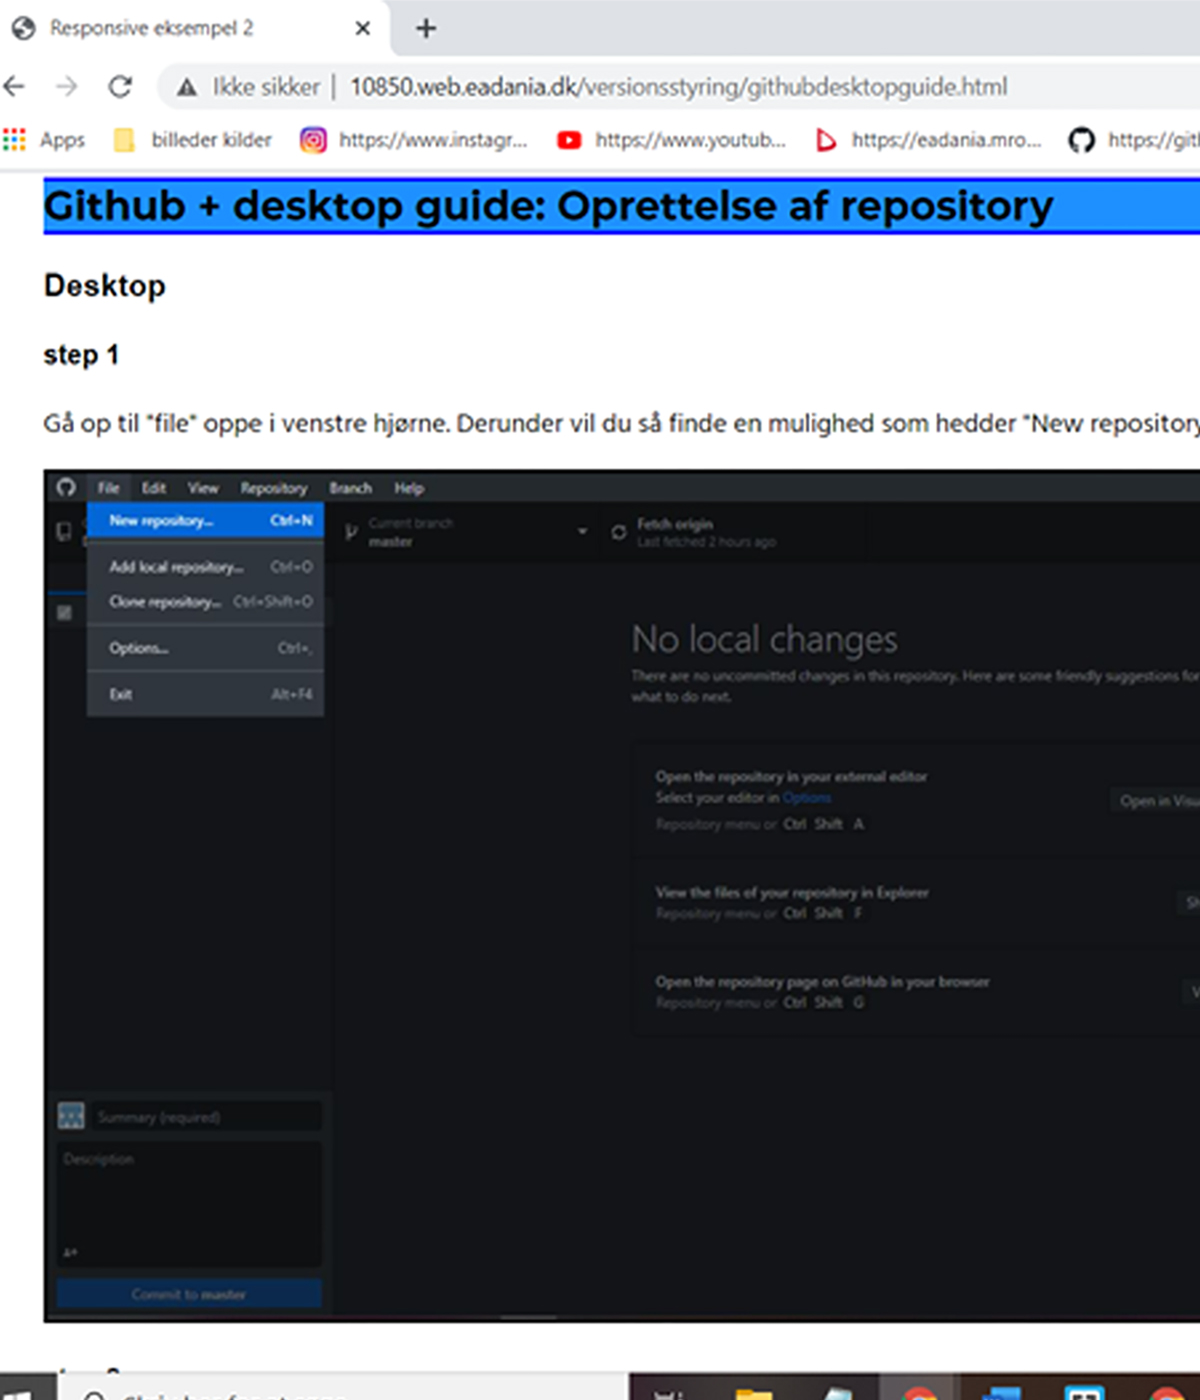 Responsive eksempel 2
Ikke sikker | 10850.web.eadania.dk/versionsstyring/githubdesktopguide.html
Apps billeder kilder https://www.instagr... https://www.youtub... https://eadania.mro... https://git
Github + desktop guide: Oprettelse af repository
Desktop
step 1
Gå op til "file" oppe i venstre hjørne. Derunder vil du så finde en mulighed som hedder "New repository
File Edit View Repository Branch Help
New repository... Ctrl+N
Current branch
master
Fetch origin
Last fetched 2 hours ago
Add local repository... Ctrl+O
Clone repository... Ctrl+Shift+O
Options... Ctrl+,
Exit Alt+F4
No local changes
There are no uncommitted changes in this repository. Here are some friendly suggestions for
what to do next.
Open the repository in your external editor
Select your editor in Options
Repository menu or Ctrl Shift A
Open in Visu
View the files of your repository in Explorer
Repository menu or Ctrl Shift F
Sh
Open the repository page on GitHub in your browser
Repository menu or Ctrl Shift G
V
Summary (required)
Description
Commit to master